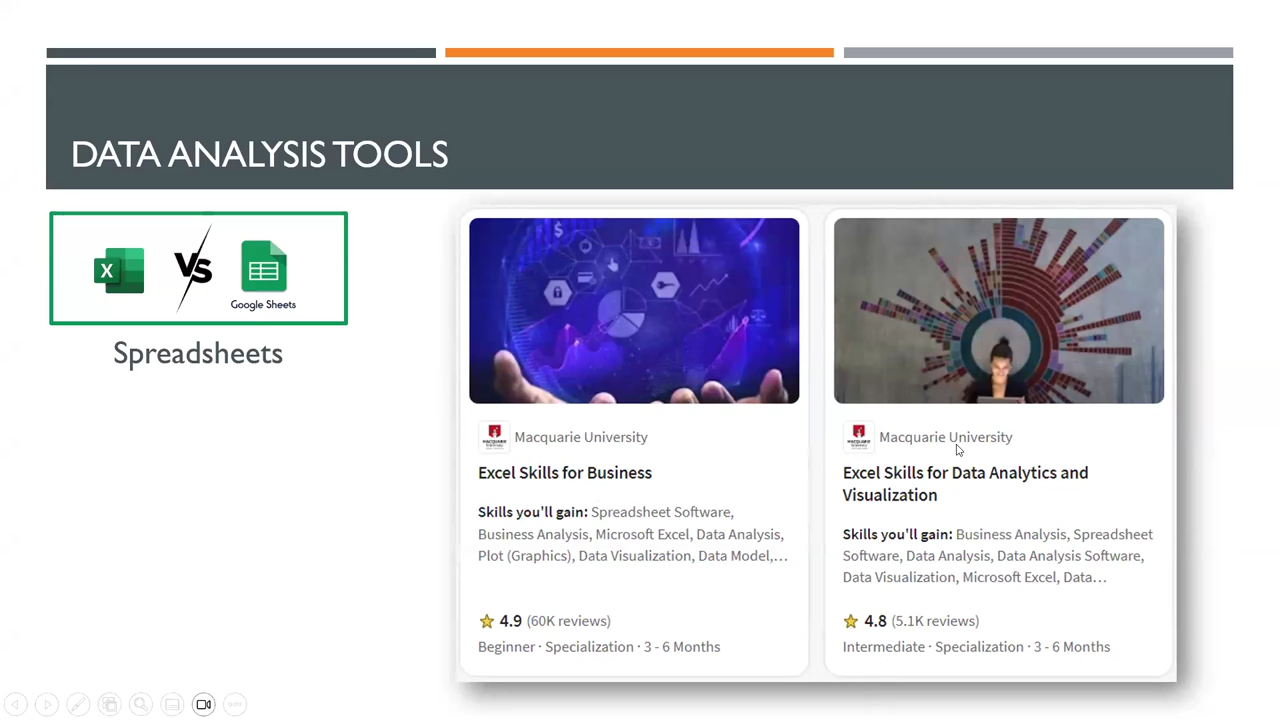 DATA ANALYSIS TOOLS
X
VS
Google Sheets
Spreadsheets
Macquarie University
Excel Skills for Business
Skills you'll gain: Spreadsheet Software,
Business Analysis, Microsoft Excel, Data Analysis,
Plot (Graphics), Data Visualization, Data Model,...
4.9 (60K reviews)
Beginner · Specialization · 3 - 6 Months
Macquarie University
Excel Skills for Data Analytics and
Visualization
Skills you'll gain: Business Analysis, Spreadsheet
Software, Data Analysis, Data Analysis Software,
Data Visualization, Microsoft Excel, Data...
4.8 (5.1K reviews)
Intermediate · Specialization · 3 - 6 Months